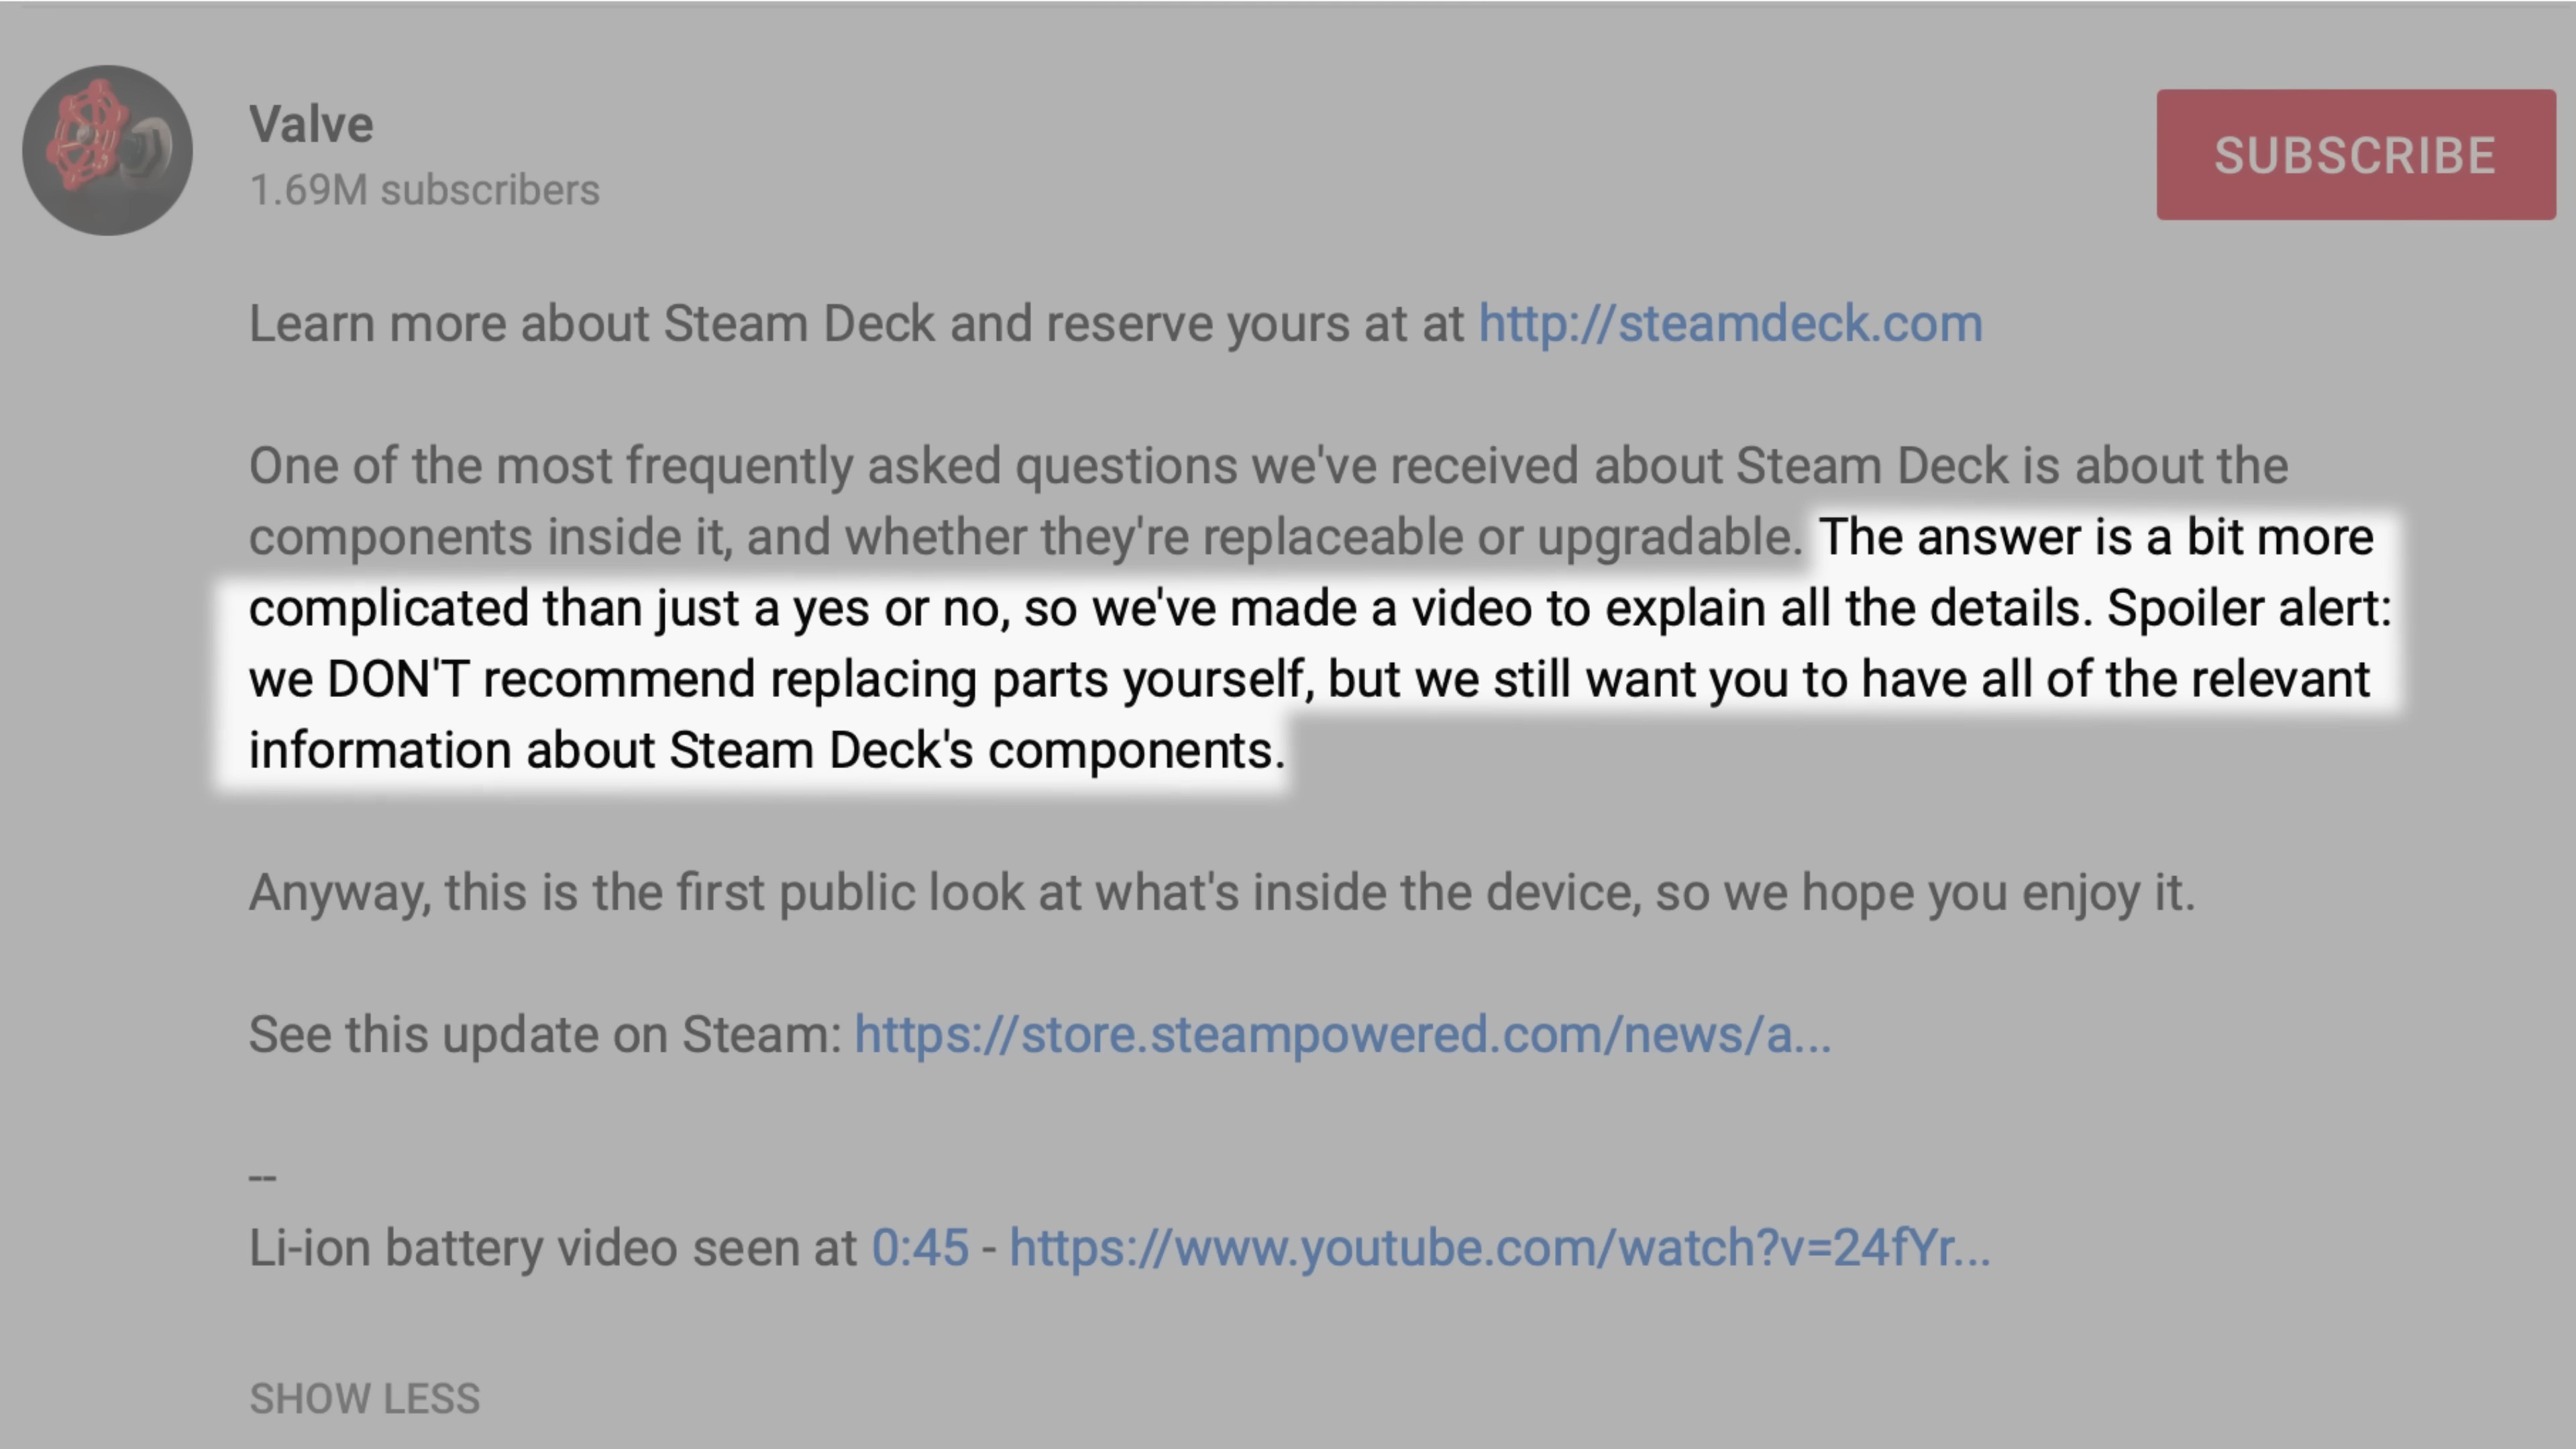 Valve
1.69M subscribers
SUBSCRIBE
Learn more about Steam Deck and reserve yours at at http://steamdeck.com
One of the most frequently asked questions we've received about Steam Deck is about the
components inside it, and whether they're replaceable or upgradable. The answer is a bit more
complicated than just a yes or no, so we've made a video to explain all the details. Spoiler alert:
we DON'T recommend replacing parts yourself, but we still want you to have all of the relevant
information about Steam Deck's components.
Anyway, this is the first public look at what's inside the device, so we hope you enjoy it.
See this update on Steam: https://store.steampowered.com/news/a...
--
Li-ion battery video seen at 0:45 - https://www.youtube.com/watch?v=24fYr...
SHOW LESS